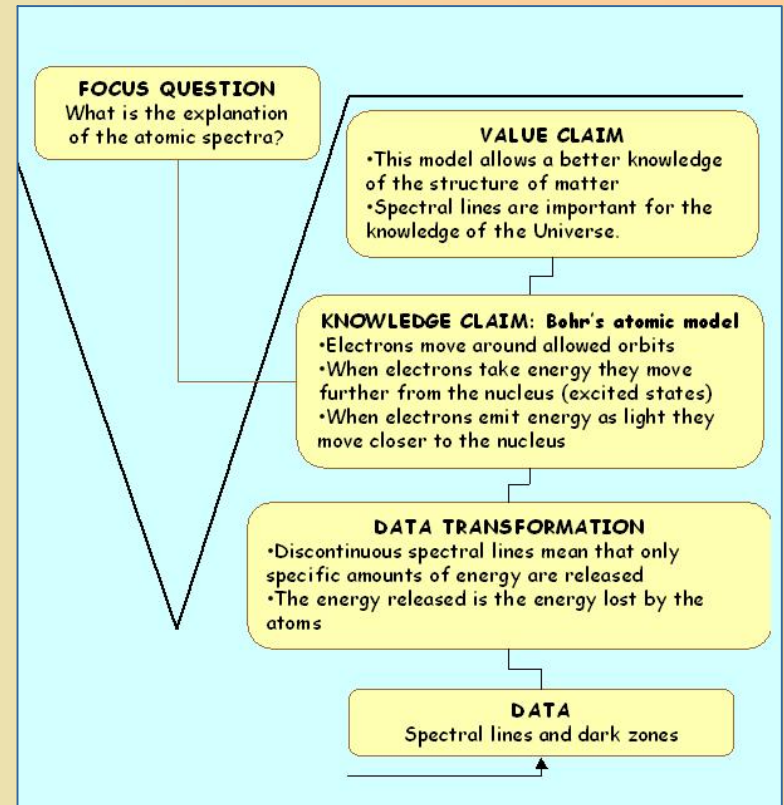 FOCUS QUESTION
What is the explanation
of the atomic spectra?
VALUE CLAIM
•This model allows a better knowledge
of the structure of matter
•Spectral lines are important for the
knowledge of the Universe.
KNOWLEDGE CLAIM: Bohr's atomic model
•Electrons move around allowed orbits
•When electrons take energy they move
further from the nucleus (excited states)
•When electrons emit energy as light they
move closer to the nucleus
DATA TRANSFORMATION
•Discontinuous spectral lines mean that only
specific amounts of energy are released
•The energy released is the energy lost by the
atoms
DATA
Spectral lines and dark zones